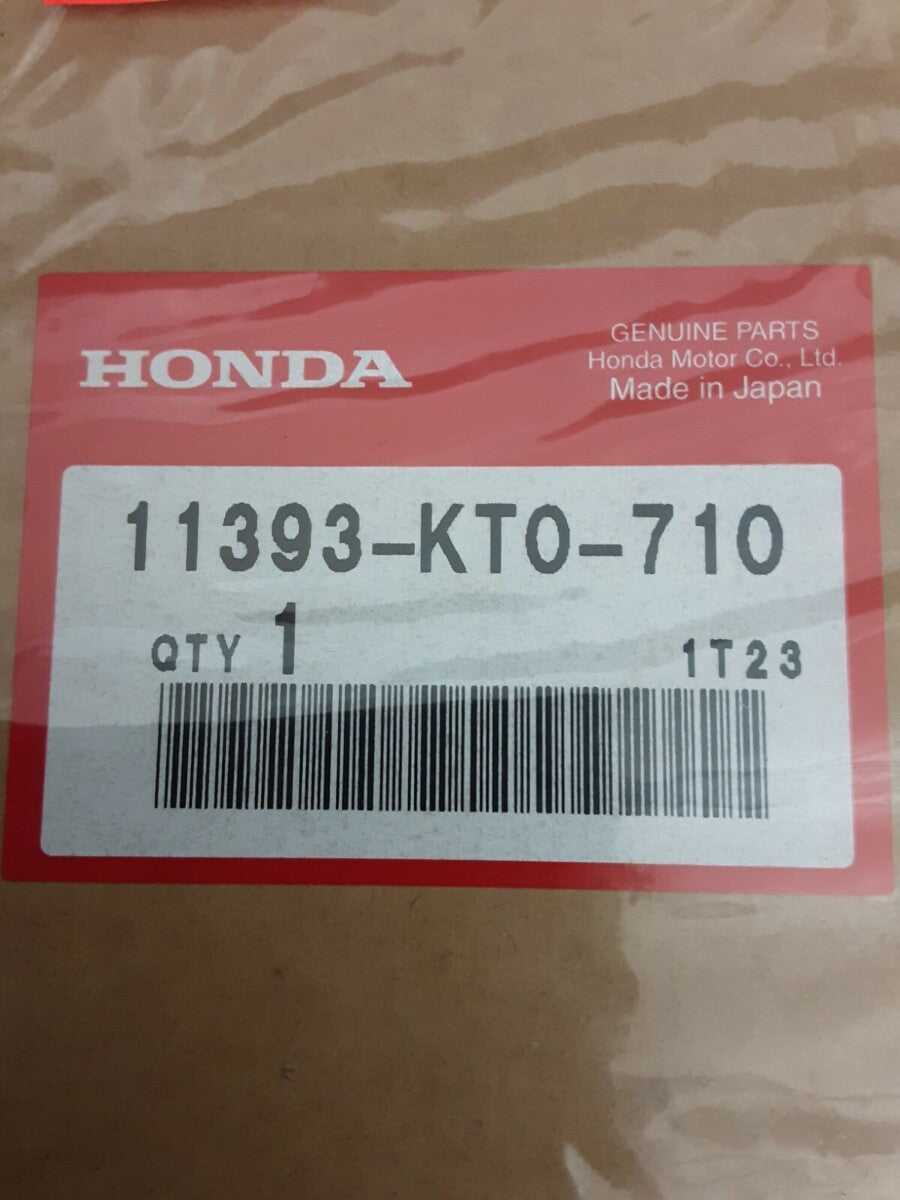 HONDA
GENUINE PARTS
Honda Motor Co., Ltd.
Made in Japan
11393-KT0-710
QTY 1
1T23